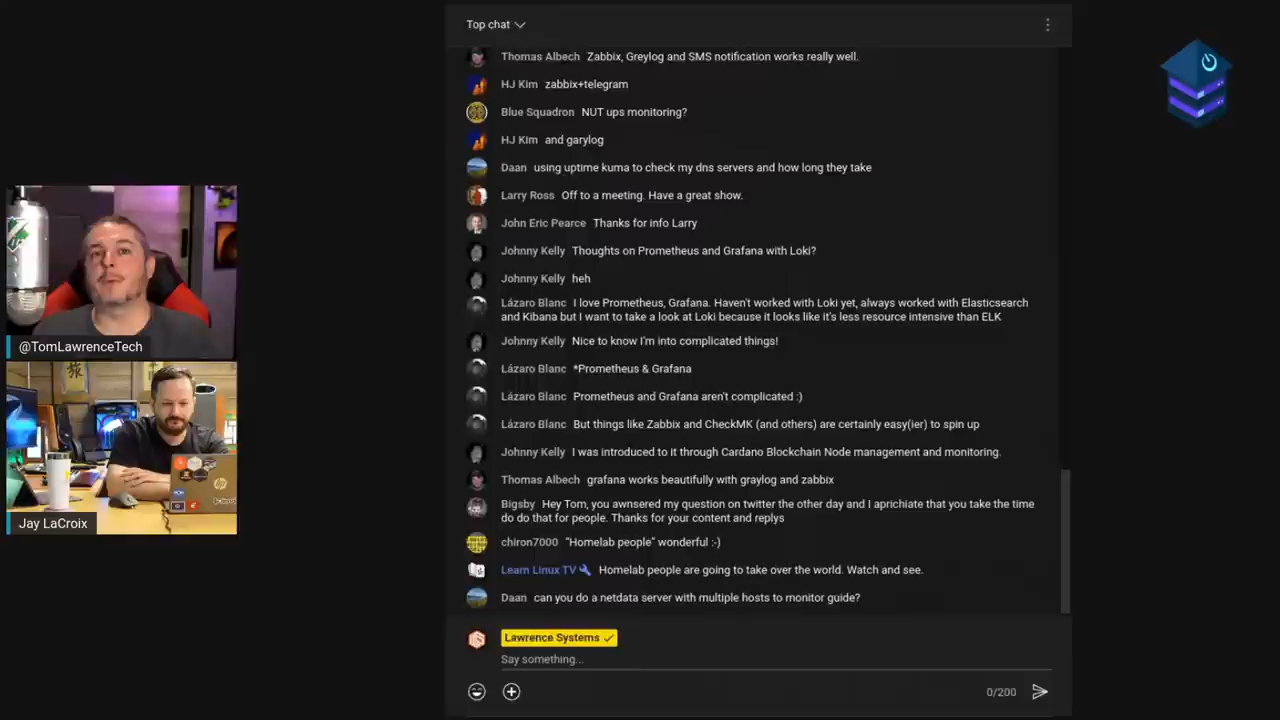 Top chat
Thomas Albech Zabbix, Greylog and SMS notification works really well.
HJ Kim zabbix+telegram
Blue Squadron NUT ups monitoring?
HJ Kim and garylog
Daan using uptime kuma to check my dns servers and how long they take
Larry Ross Off to a meeting. Have a great show.
John Eric Pearce Thanks for info Larry
Johnny Kelly Thoughts on Prometheus and Grafana with Loki?
Johnny Kelly heh
Lázaro Blanc I love Prometheus, Grafana. Haven't worked with Loki yet, always worked with Elasticsearch
and Kibana but I want to take a look at Loki because it looks like it's less resource intensive than ELK
Johnny Kelly Nice to know I'm into complicated things!
Lázaro Blanc *Prometheus & Grafana
Lázaro Blanc Prometheus and Grafana aren't complicated :)
Lázaro Blanc But things like Zabbix and CheckMK (and others) are certainly easy(ier) to spin up
Johnny Kelly I was introduced to it through Cardano Blockchain Node management and monitoring.
Thomas Albech grafana works beautifully with graylog and zabbix
Bigsby Hey Tom, you awnsered my question on twitter the other day and I aprichiate that you take the time
do do that for people. Thanks for your content and replys
chiron7000 "Homelab people" wonderful :-)
Learn Linux TV Homelab people are going to take over the world. Watch and see.
Daan can you do a netdata server with multiple hosts to monitor guide?
Lawrence Systems
Say something...
0/200
@TomLawrenceTech
Jay LaCroix